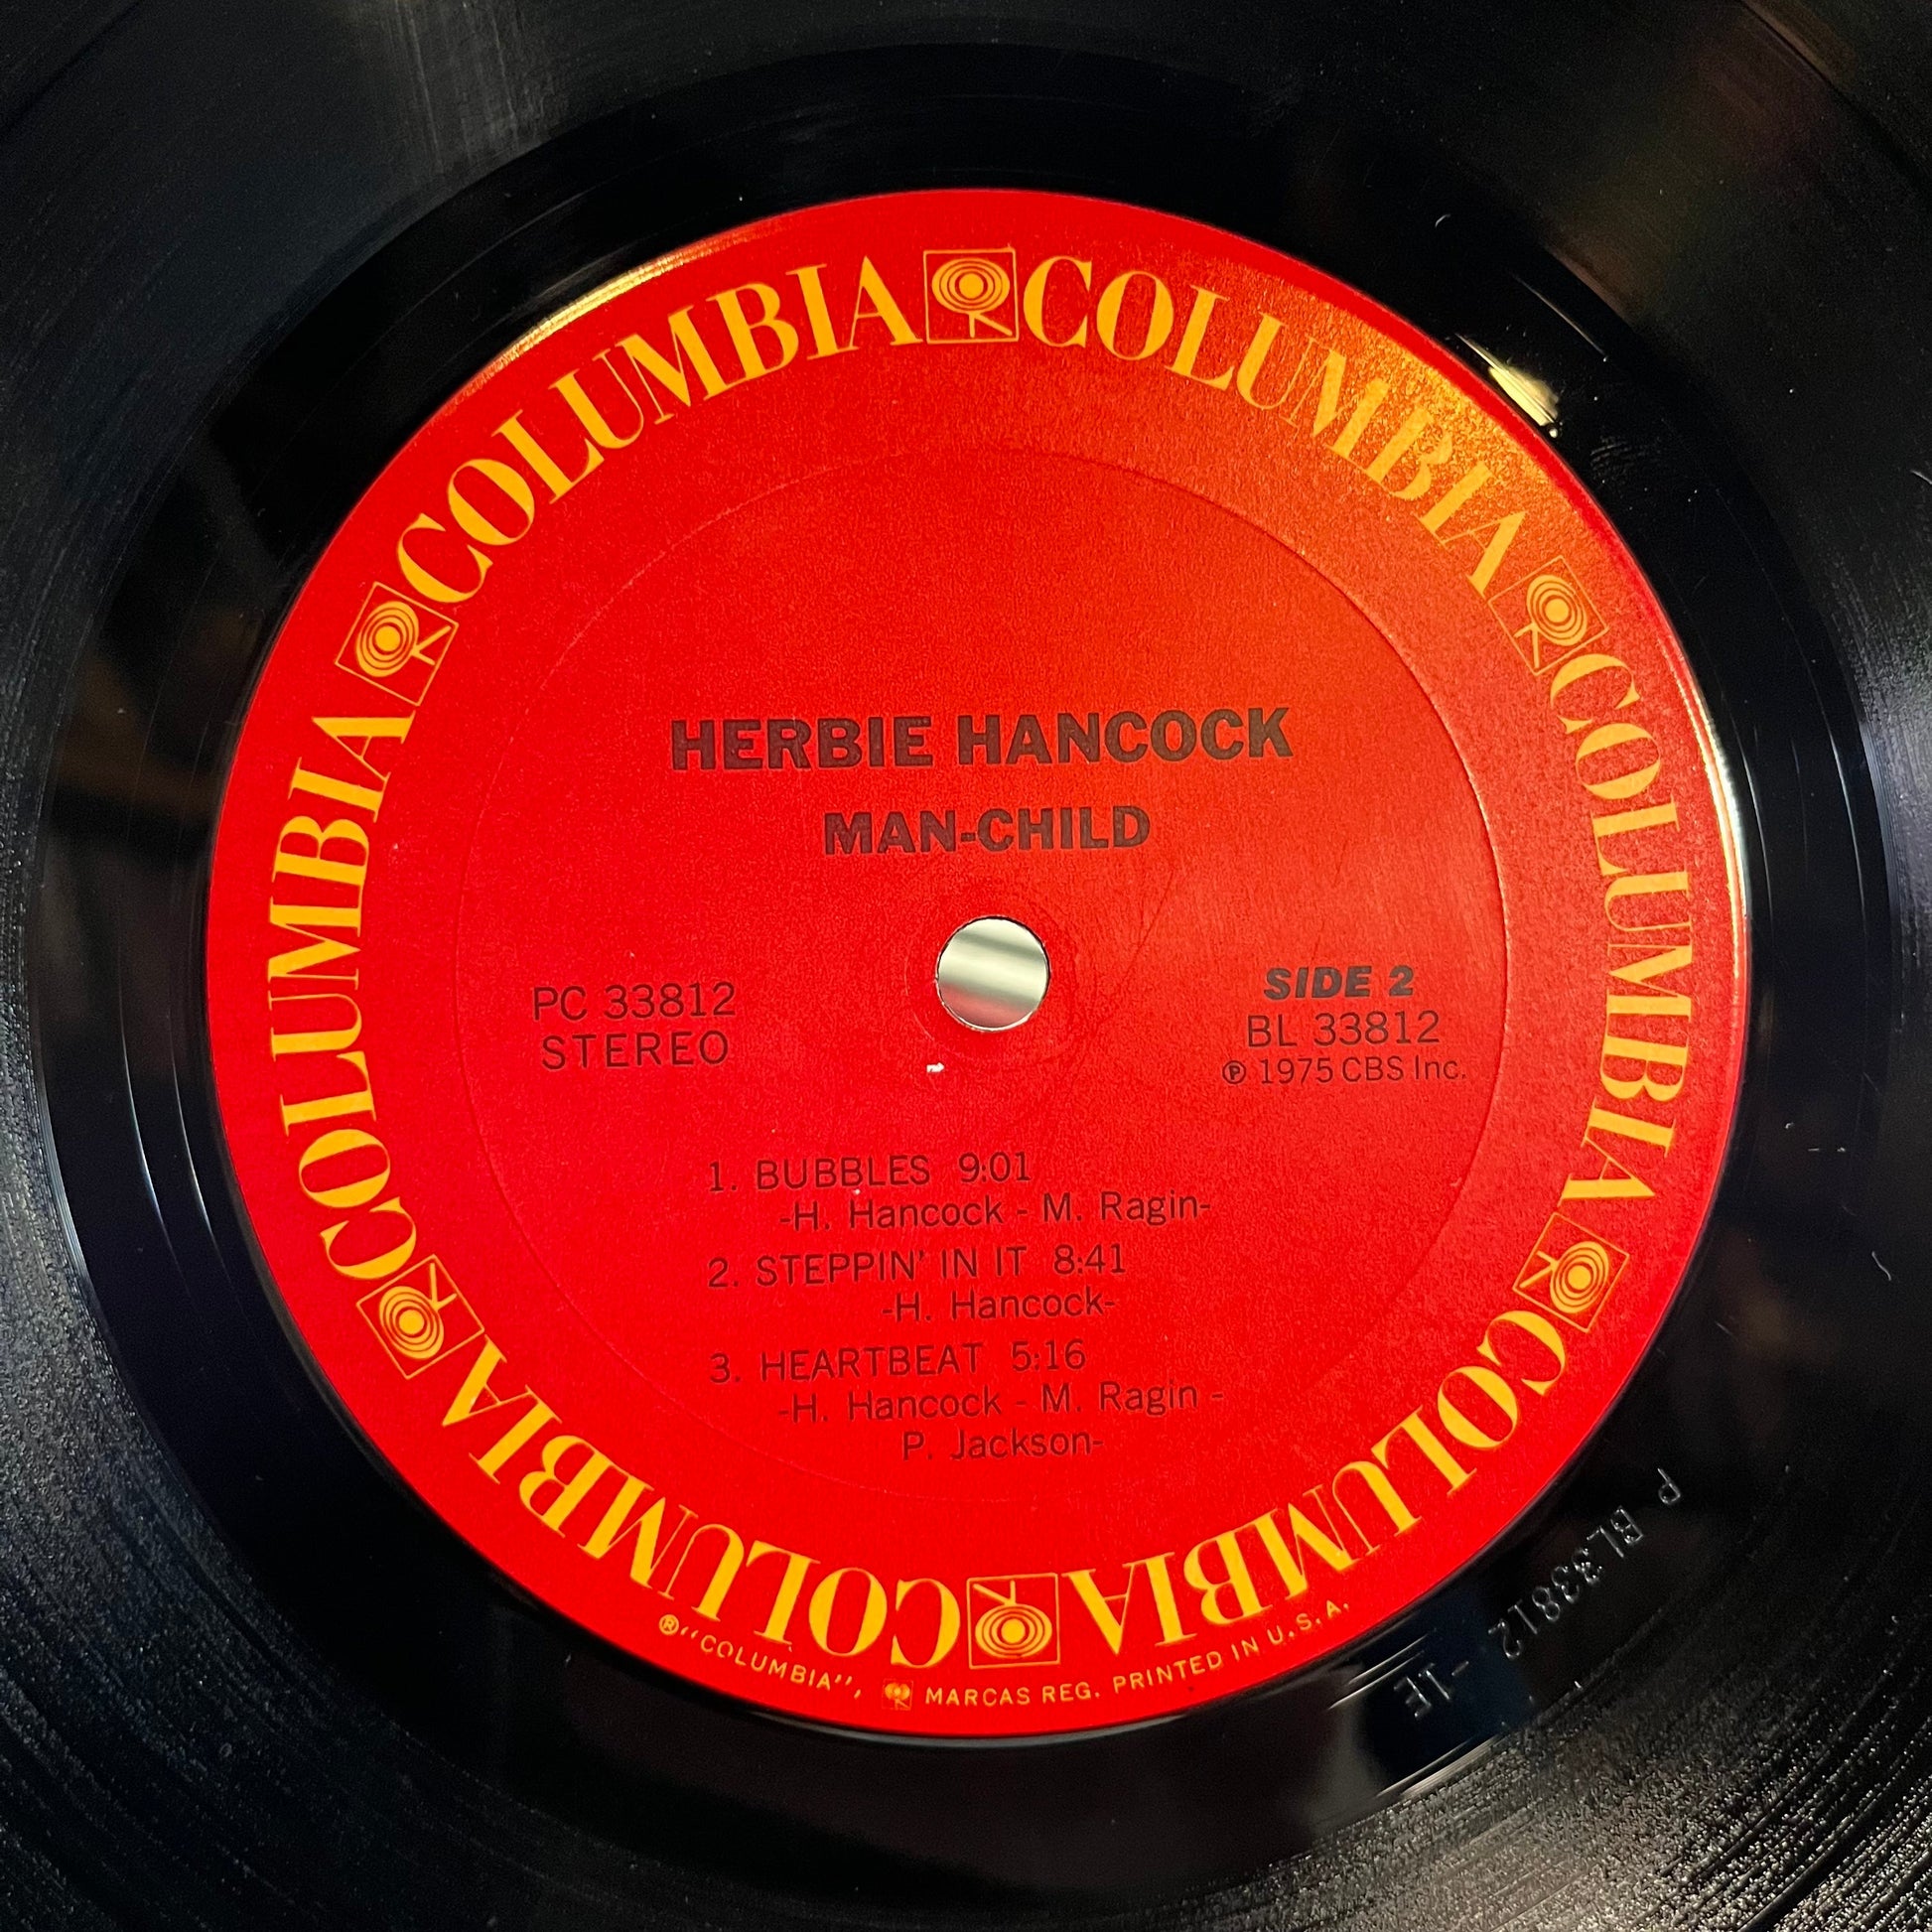 COLUMBIA COLUMBIA COLUMBIA COLUMBIA COLUMBIA COLUMBIA
HERBIE HANCOCK
MAN-CHILD
PC 33812
STEREO
SIDE 2
BL 33812
℗ 1975 CBS Inc.
1. BUBBLES 9:01
-H. Hancock - M. Ragin-
2. STEPPIN' IN IT 8:41
-H. Hancock-
3. HEARTBEAT 5:16
-H. Hancock - M. Ragin -
P. Jackson-
®"COLUMBIA", MARCAS REG. PRINTED IN U.S.A.
P BL33812 -1E